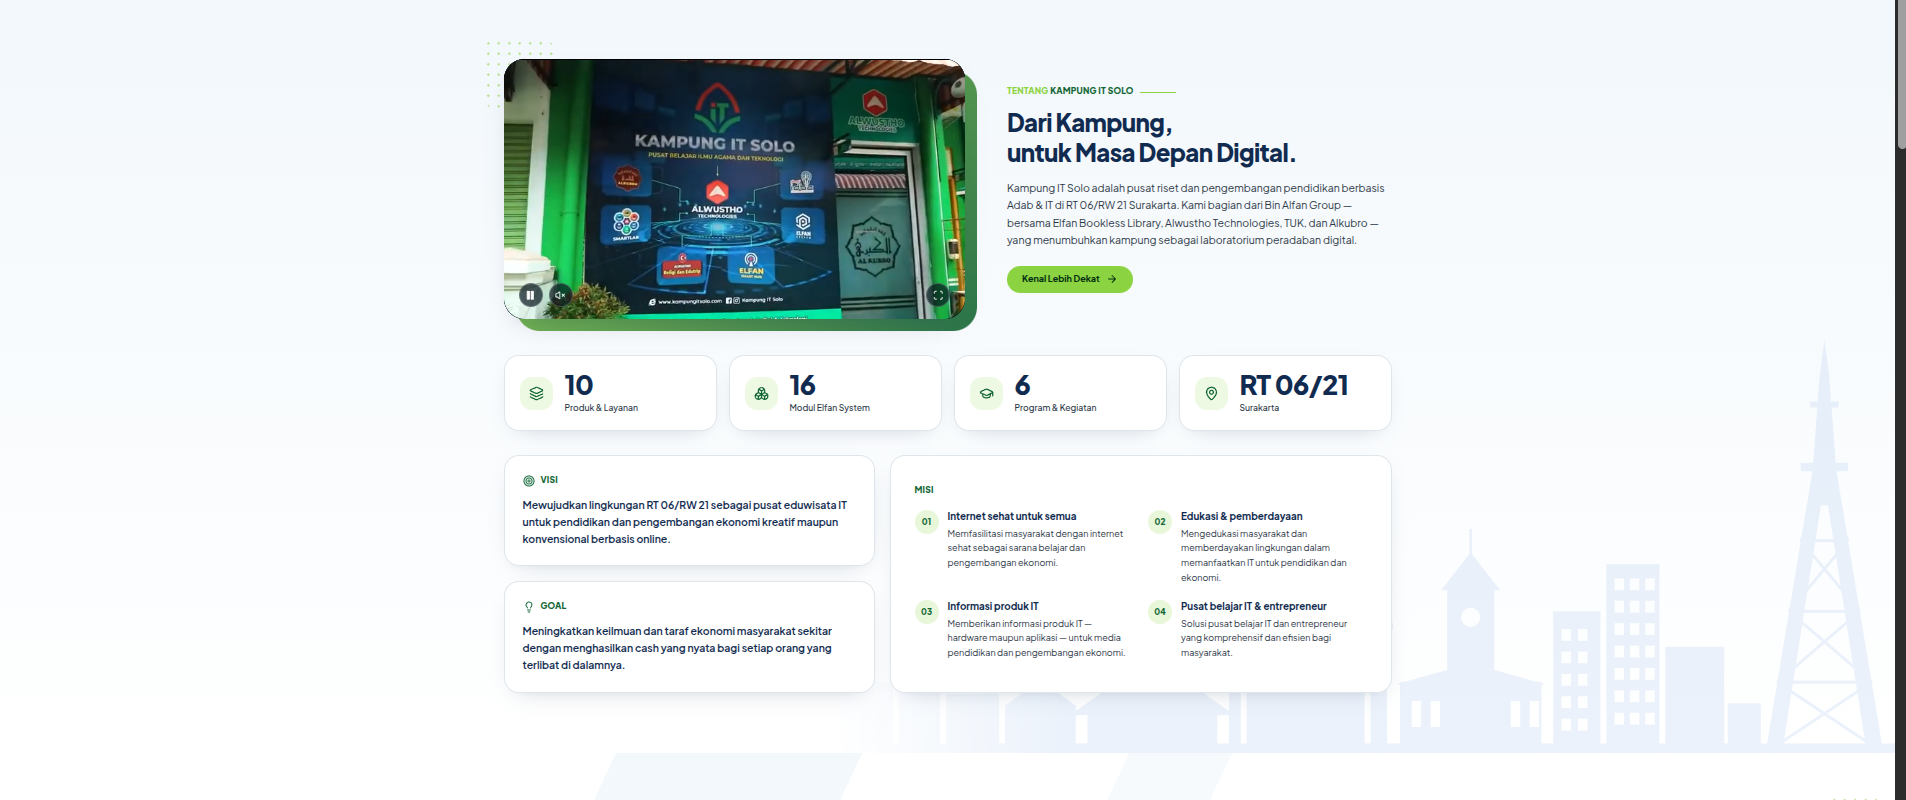 iT
KAMPUNG IT SOLO
PUSAT BELAJAR ILMU AGAMA DAN TEKNOLOGI
ALWUSTHO
TECHNOLOGIES
ALWUSTHO
TECHNOLOGIES
SMARTLAB
ELFAN
Religi dan Edutrip
ELFAN
AL KUBRO
www.kampungitsolo.com Kampung IT Solo
TENTANG KAMPUNG IT SOLO
Dari Kampung,
untuk Masa Depan Digital.
Kampung IT Solo adalah pusat riset dan pengembangan pendidikan berbasis
Adab & IT di RT 06/RW 21 Surakarta. Kami bagian dari Bin Alfan Group —
bersama Elfan Bookless Library, Alwustho Technologies, TUK, dan Alkubro —
yang menumbuhkan kampung sebagai laboratorium peradaban digital.
Kenal Lebih Dekat
10
Produk & Layanan
16
Modul Elfan System
6
Program & Kegiatan
RT 06/21
Surakarta
VISI
Mewujudkan lingkungan RT 06/RW 21 sebagai pusat eduwisata IT
untuk pendidikan dan pengembangan ekonomi kreatif maupun
konvensional berbasis online.
GOAL
Meningkatkan keilmuan dan taraf ekonomi masyarakat sekitar
dengan menghasilkan cash yang nyata bagi setiap orang yang
terlibat di dalamnya.
MISI
01
Internet sehat untuk semua
Memfasilitasi masyarakat dengan internet
sehat sebagai sarana belajar dan
pengembangan ekonomi.
02
Edukasi & pemberdayaan
Mengedukasi masyarakat dan
memberdayakan lingkungan dalam
memanfaatkan IT untuk pendidikan dan
ekonomi.
03
Informasi produk IT
Memberikan informasi produk IT —
hardware maupun aplikasi — untuk media
pendidikan dan pengembangan ekonomi.
04
Pusat belajar IT & entrepreneur
Solusi pusat belajar IT dan entrepreneur
yang komprehensif dan efisien bagi
masyarakat.